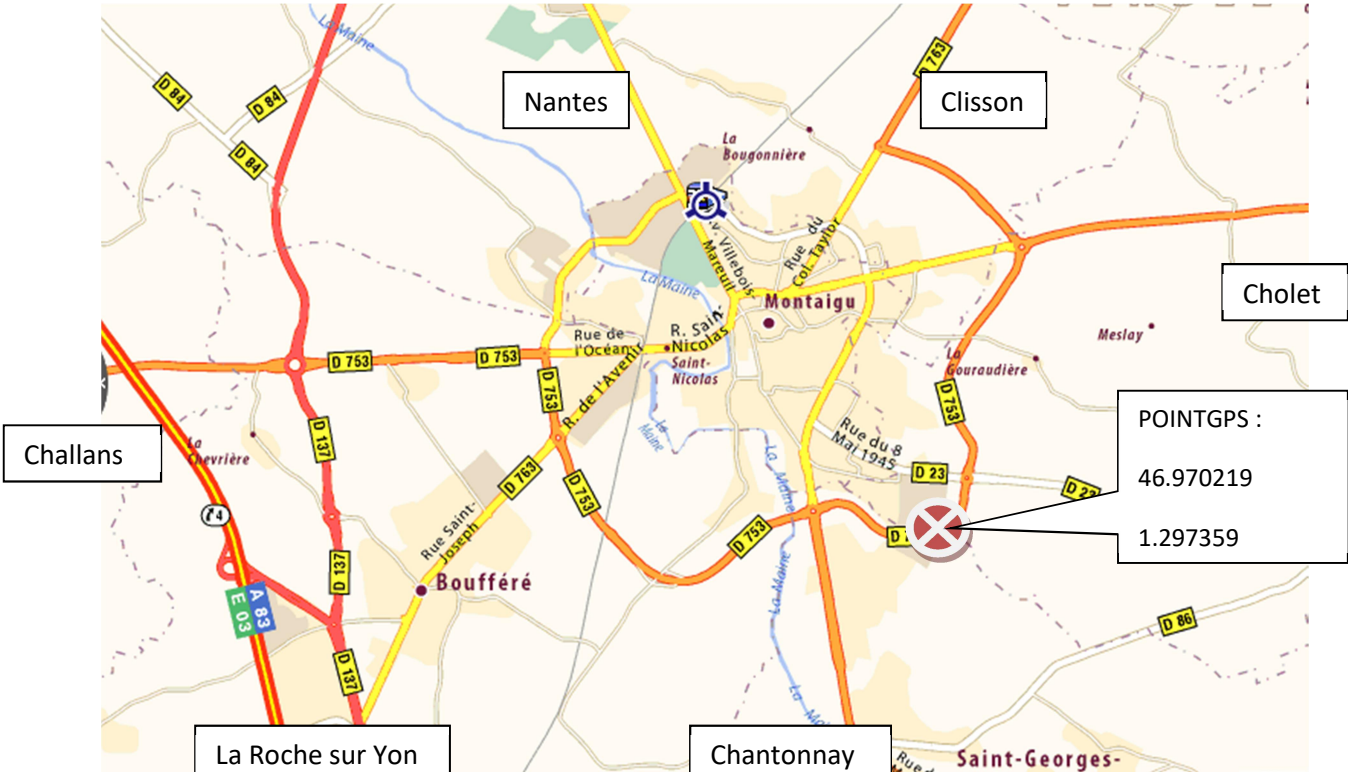 La Maine
D 763
D 84
D 84
D 84
Nantes
Clisson
La
Bougonnière
Av. Villebois-
Mareuil
Rue du
Col. Taylor
La Maine
Montaigu
Cholet
Meslay
Rue de
l'Océan
R. Saint-
Nicolas
Saint-
Nicolas
La
Gouraudière
D 753
D 753
D 753
D 753
R. de l'Avenir
La
Maine
POINTGPS :
46.970219
1.297359
Challans
La
Chevrière
D 137
Rue du 8
Mai 1945
D 23
D 23
La Maine
4
D 763
D 753
D 753
Rue Saint-
Joseph
D 137
Boufféré
La Maine
A 83
E 03
D 86
D 137
La Roche sur Yon
Chantonnay
Saint-Georges-